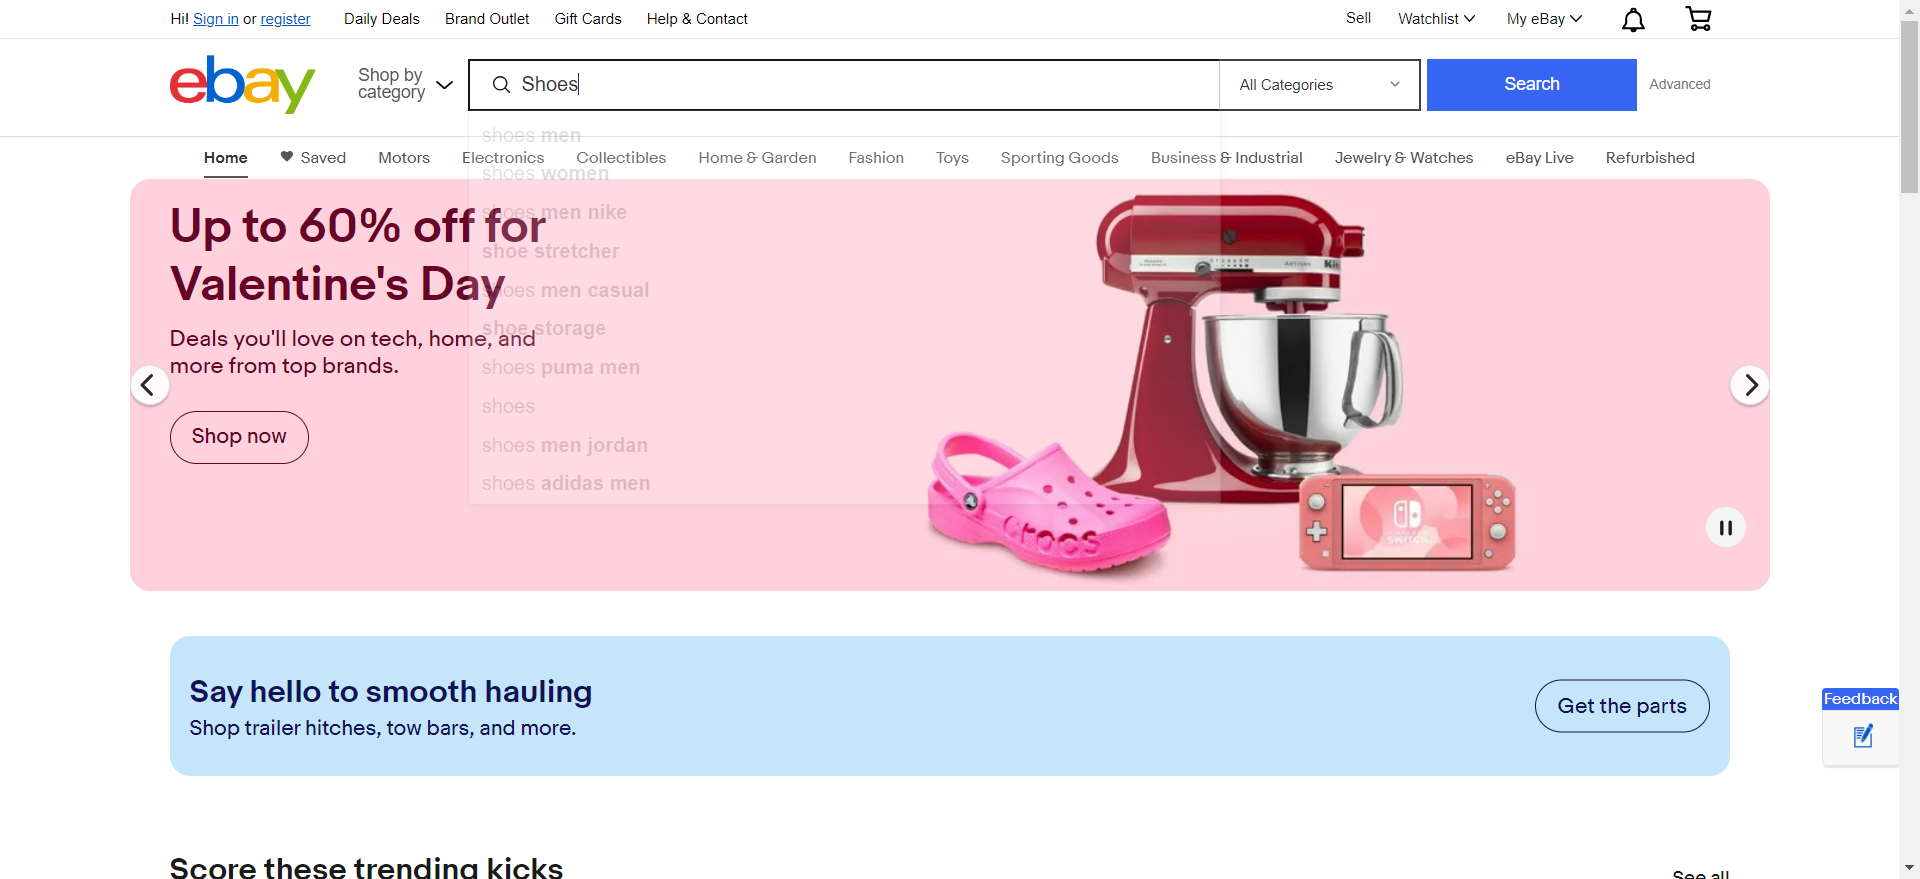 Hi! Sign in or register
Daily Deals
Brand Outlet
Gift Cards
Help & Contact
Sell
Watchlist
My eBay
ebay
Shop by
category
Shoes
All Categories
Search
Advanced
shoes men
shoes women
shoes men nike
shoe stretcher
shoes men casual
shoe storage
shoes puma men
shoes
shoes men jordan
shoes adidas men
Home
Saved
Motors
Electronics
Collectibles
Home & Garden
Fashion
Toys
Sporting Goods
Business & Industrial
Jewelry & Watches
eBay Live
Refurbished
Up to 60% off for
Valentine's Day
Deals you'll love on tech, home, and
more from top brands.
Shop now
ARTISAN
crocs
SWITCH
Say hello to smooth hauling
Shop trailer hitches, tow bars, and more.
Get the parts
Feedback
Score these trending kicks
See all